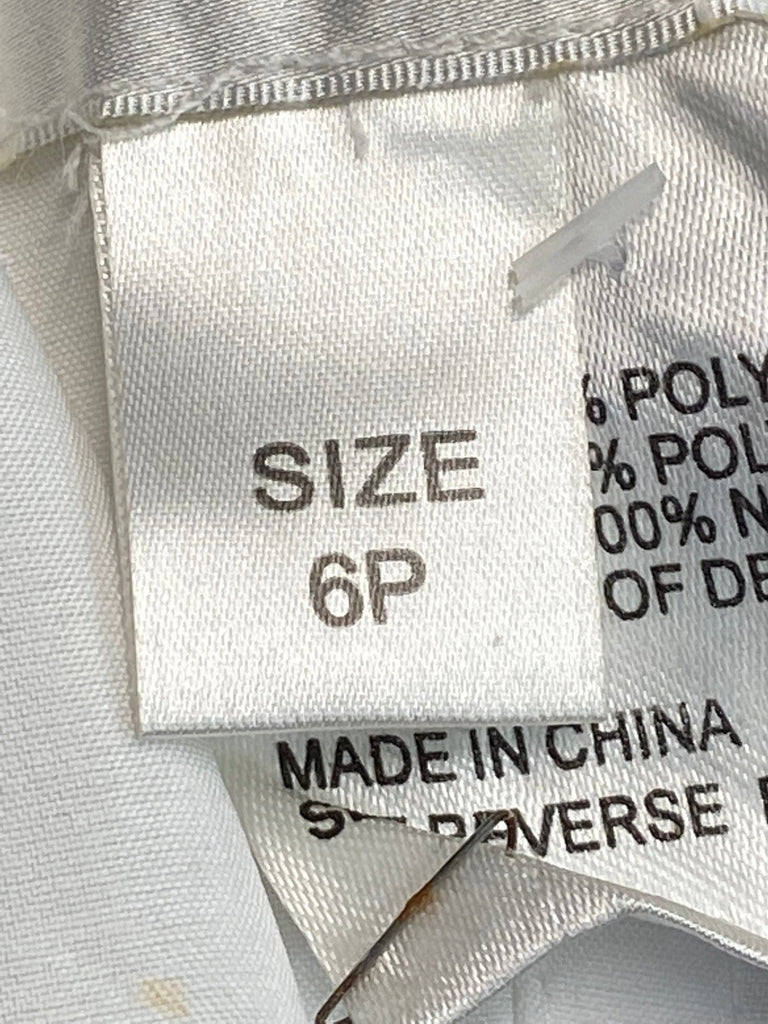 SIZE
6P
% POLY
% POL
00% N
OF DE
MADE IN CHINA
REVERSE